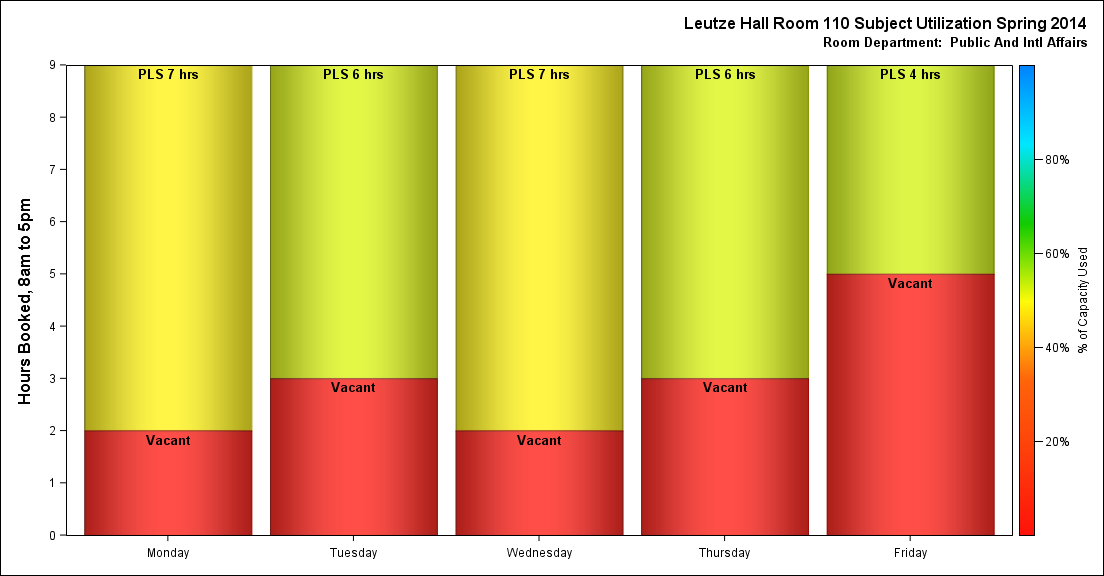 Leutze Hall Room 110 Subject Utilization Spring 2014
Room Department:  Public And Intl Affairs
Hours Booked, 8am to 5pm
9
8
7
6
5
4
3
2
1
0
PLS 7 hrs
PLS 6 hrs
PLS 7 hrs
PLS 6 hrs
PLS 4 hrs
Vacant
Vacant
Vacant
Vacant
Vacant
Monday
Tuesday
Wednesday
Thursday
Friday
80%
60%
40%
20%
% of Capacity Used